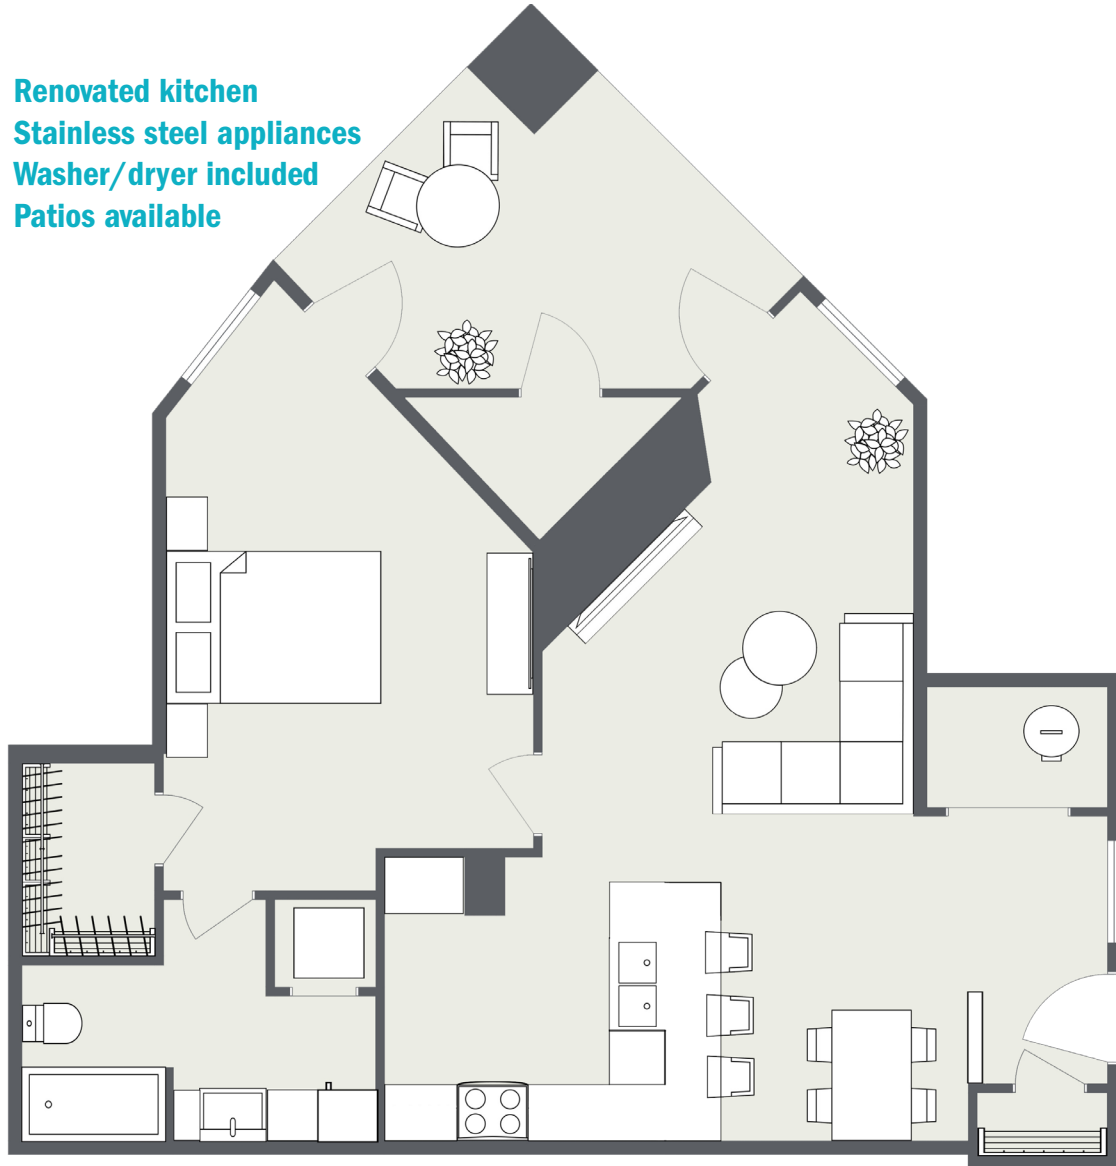 Renovated kitchen
Stainless steel appliances
Washer/dryer included
Patios available